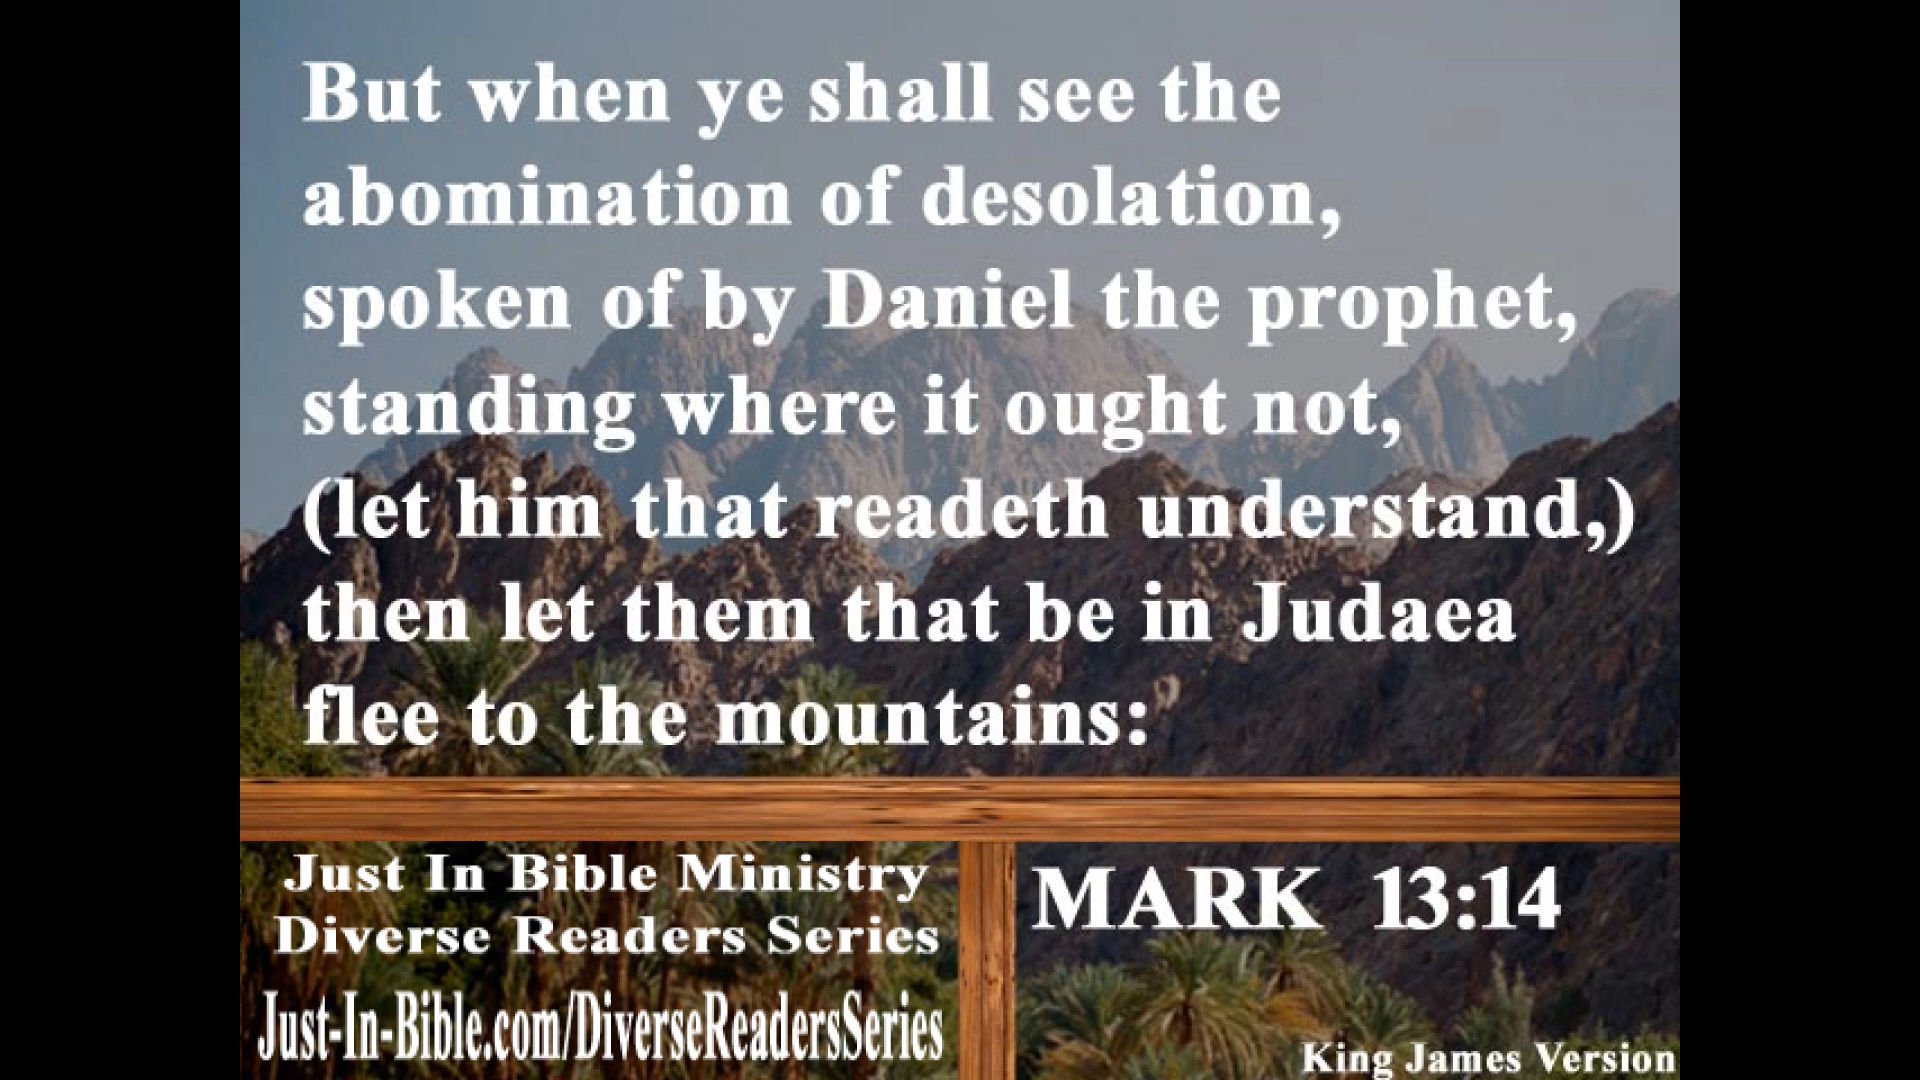 But when ye shall see the
abomination of desolation,
spoken of by Daniel the prophet,
standing where it ought not,
(let him that readeth understand,)
then let them that be in Judaea
flee to the mountains:
Just In Bible Ministry
Diverse Readers Series
Just-In-Bible.com/DiverseReadersSeries
MARK 13:14
King James Version